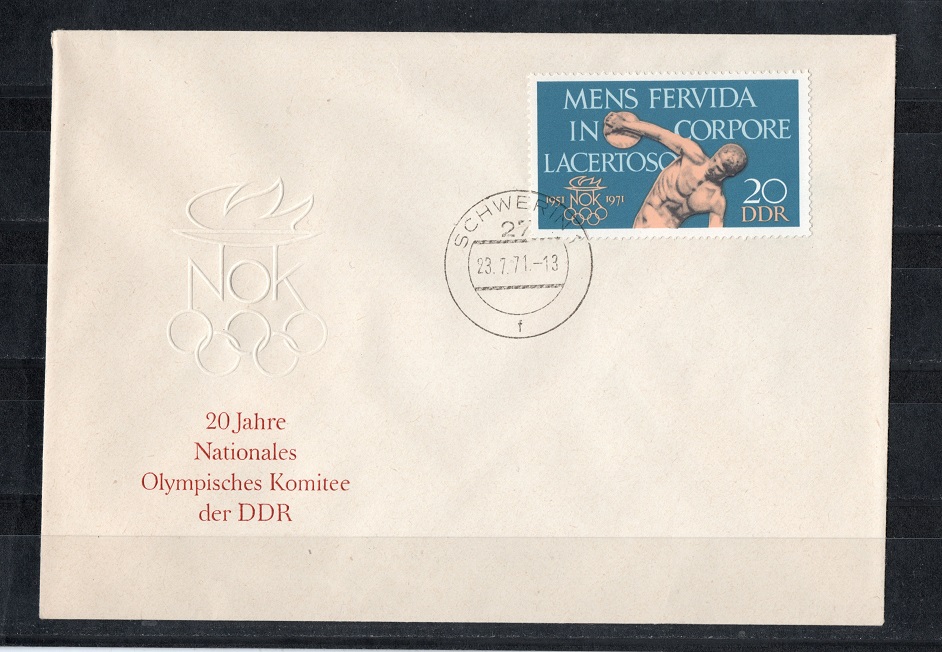 MENS FERVIDA
IN CORPORE
LACERTOSO
1951 NOK 1971
20
DDR
SCHWERIN
27
23.7.71.-13
f
NOK
20 Jahre
Nationales
Olympisches Komitee
der DDR